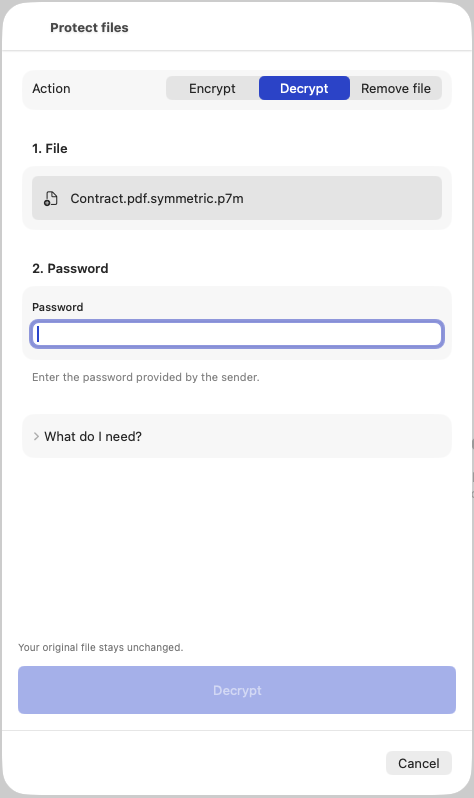 Protect files
Action
Encrypt
Decrypt
Remove file
1. File
Contract.pdf.symmetric.p7m
2. Password
Password
Enter the password provided by the sender.
What do I need?
Your original file stays unchanged.
Decrypt
Cancel